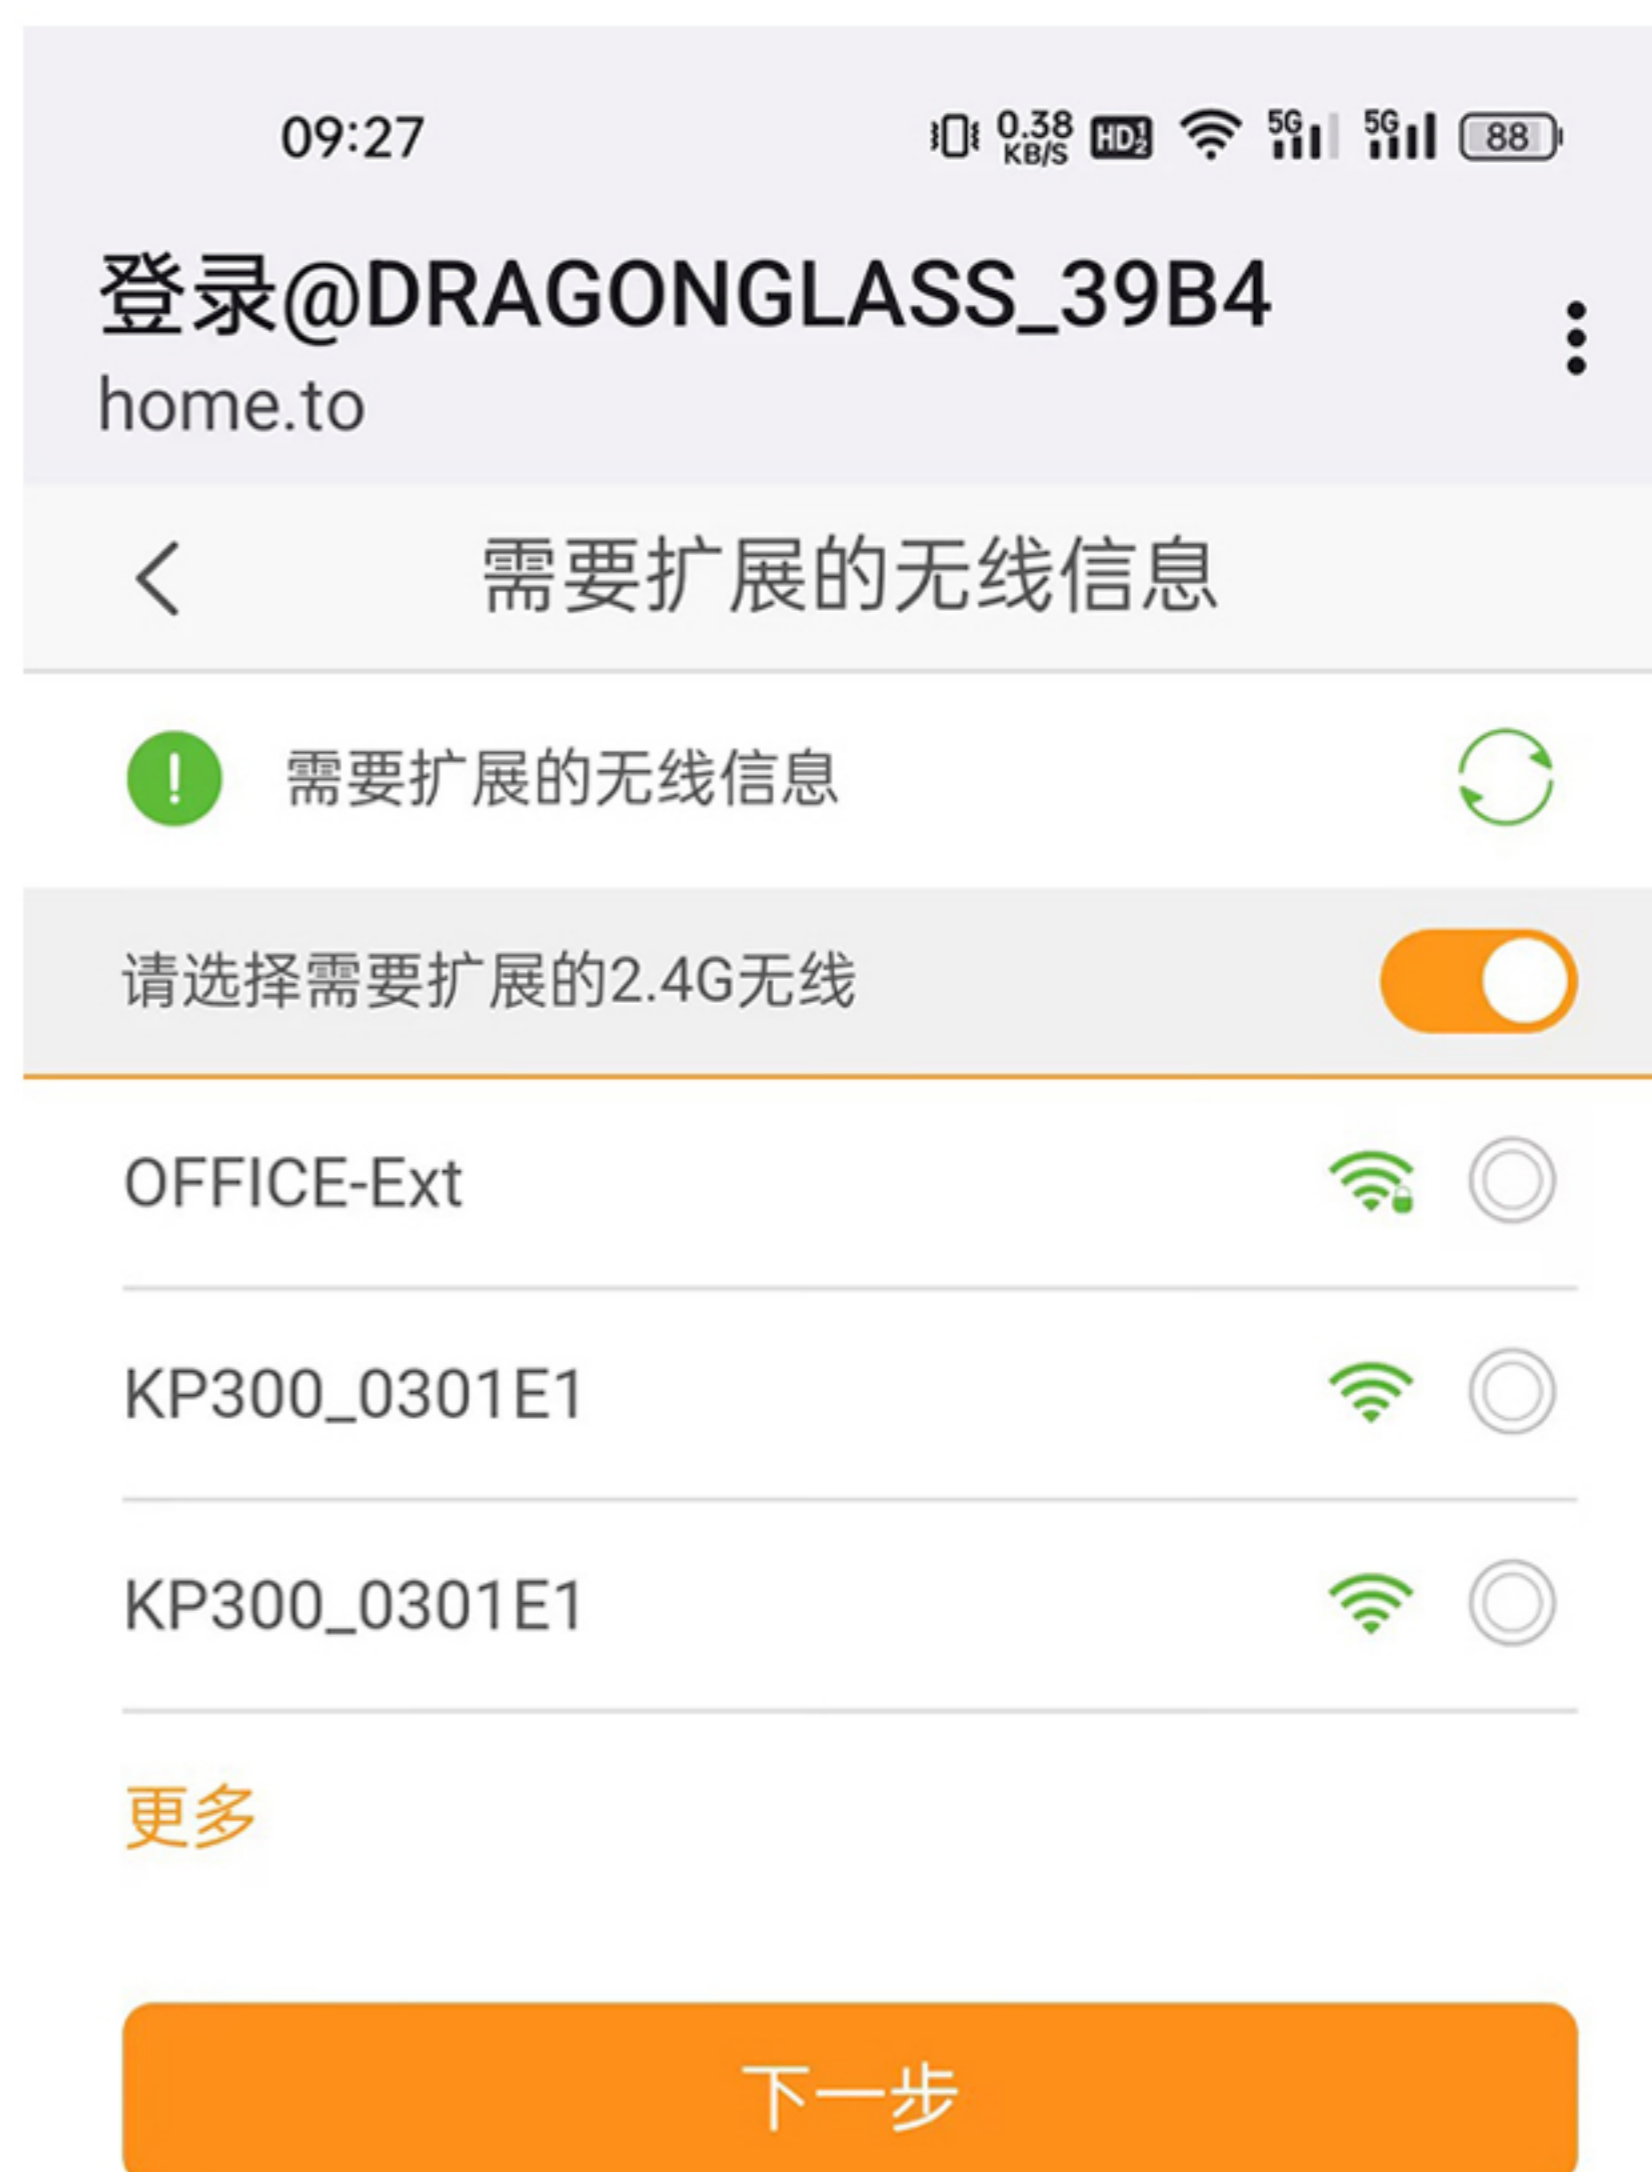 09:27 0.38 KB/S HD 1 2 5G 5G 88
登录@DRAGONGLASS_39B4
home.to
需要扩展的无线信息
需要扩展的无线信息
请选择需要扩展的2.4G无线
OFFICE-Ext
KP300_0301E1
KP300_0301E1
更多
下一步